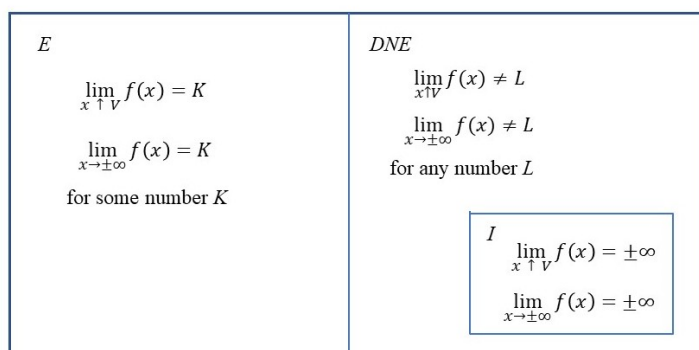 E
lim x ↑ V f(x) = K
lim x→±∞ f(x) = K
for some number K
DNE
lim x↑V f(x) ≠ L
lim x→±∞ f(x) ≠ L
for any number L
I
lim x ↑ V f(x) = ±∞
lim x→±∞ f(x) = ±∞